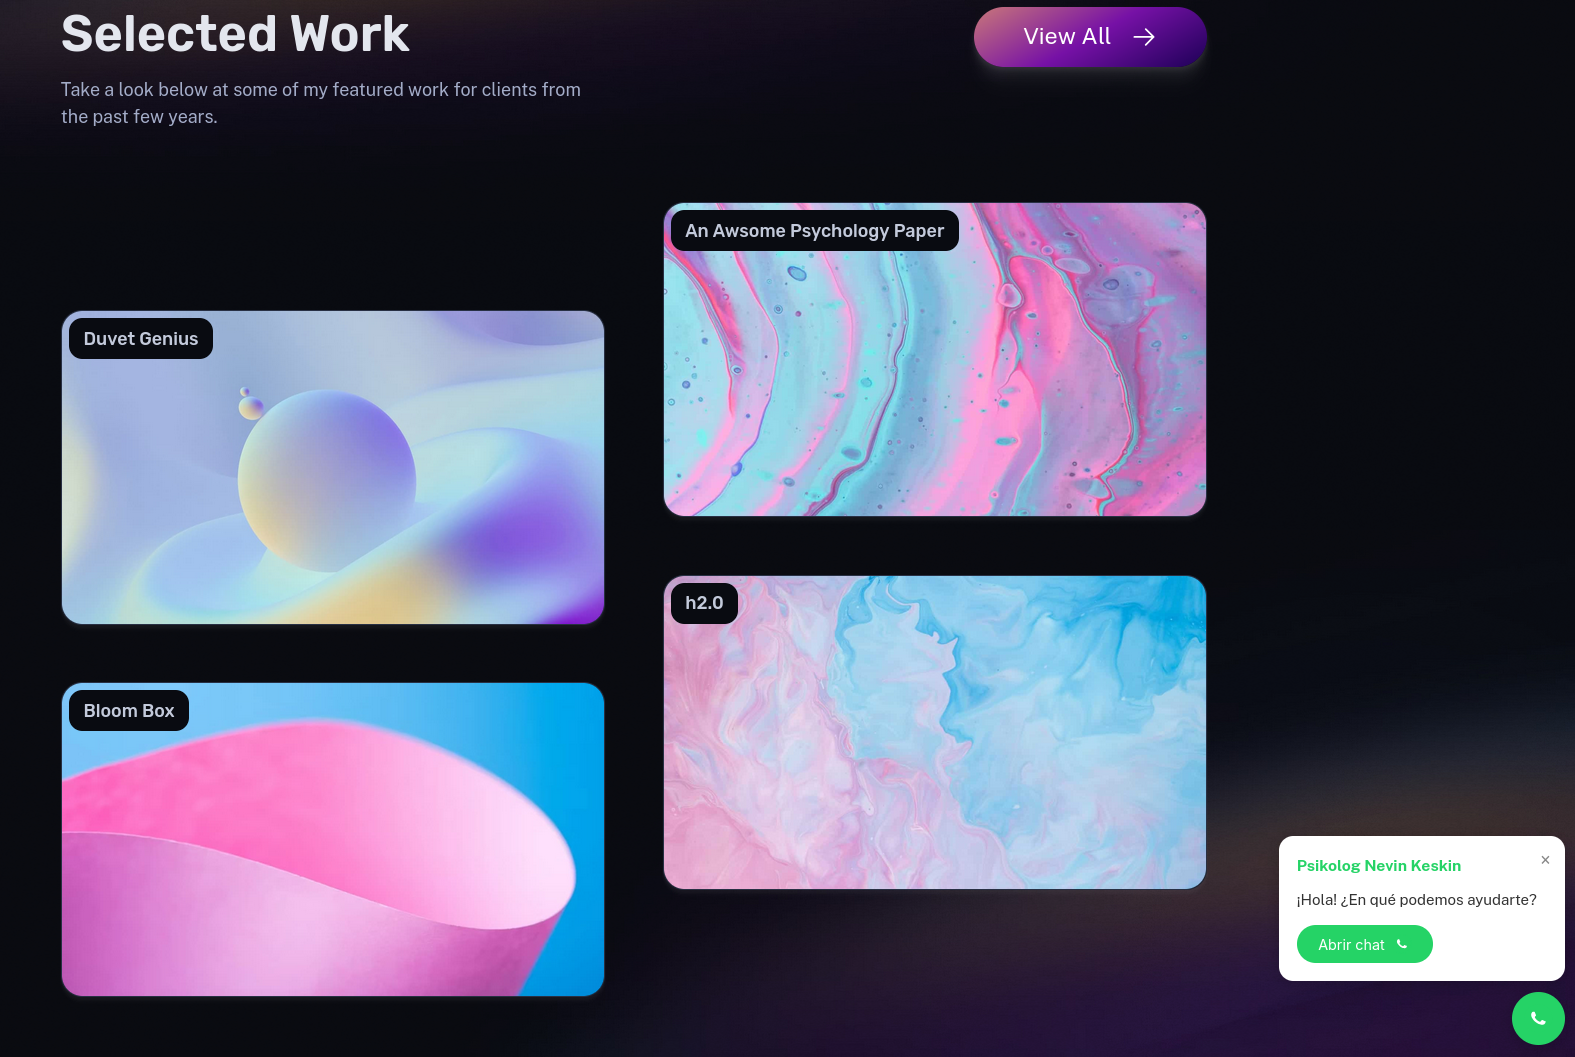 Selected Work
View All
Take a look below at some of my featured work for clients from
the past few years.
An Awsome Psychology Paper
Duvet Genius
h2.0
Bloom Box
Psikolog Nevin Keskin
×
¡Hola! ¿En qué podemos ayudarte?
Abrir chat